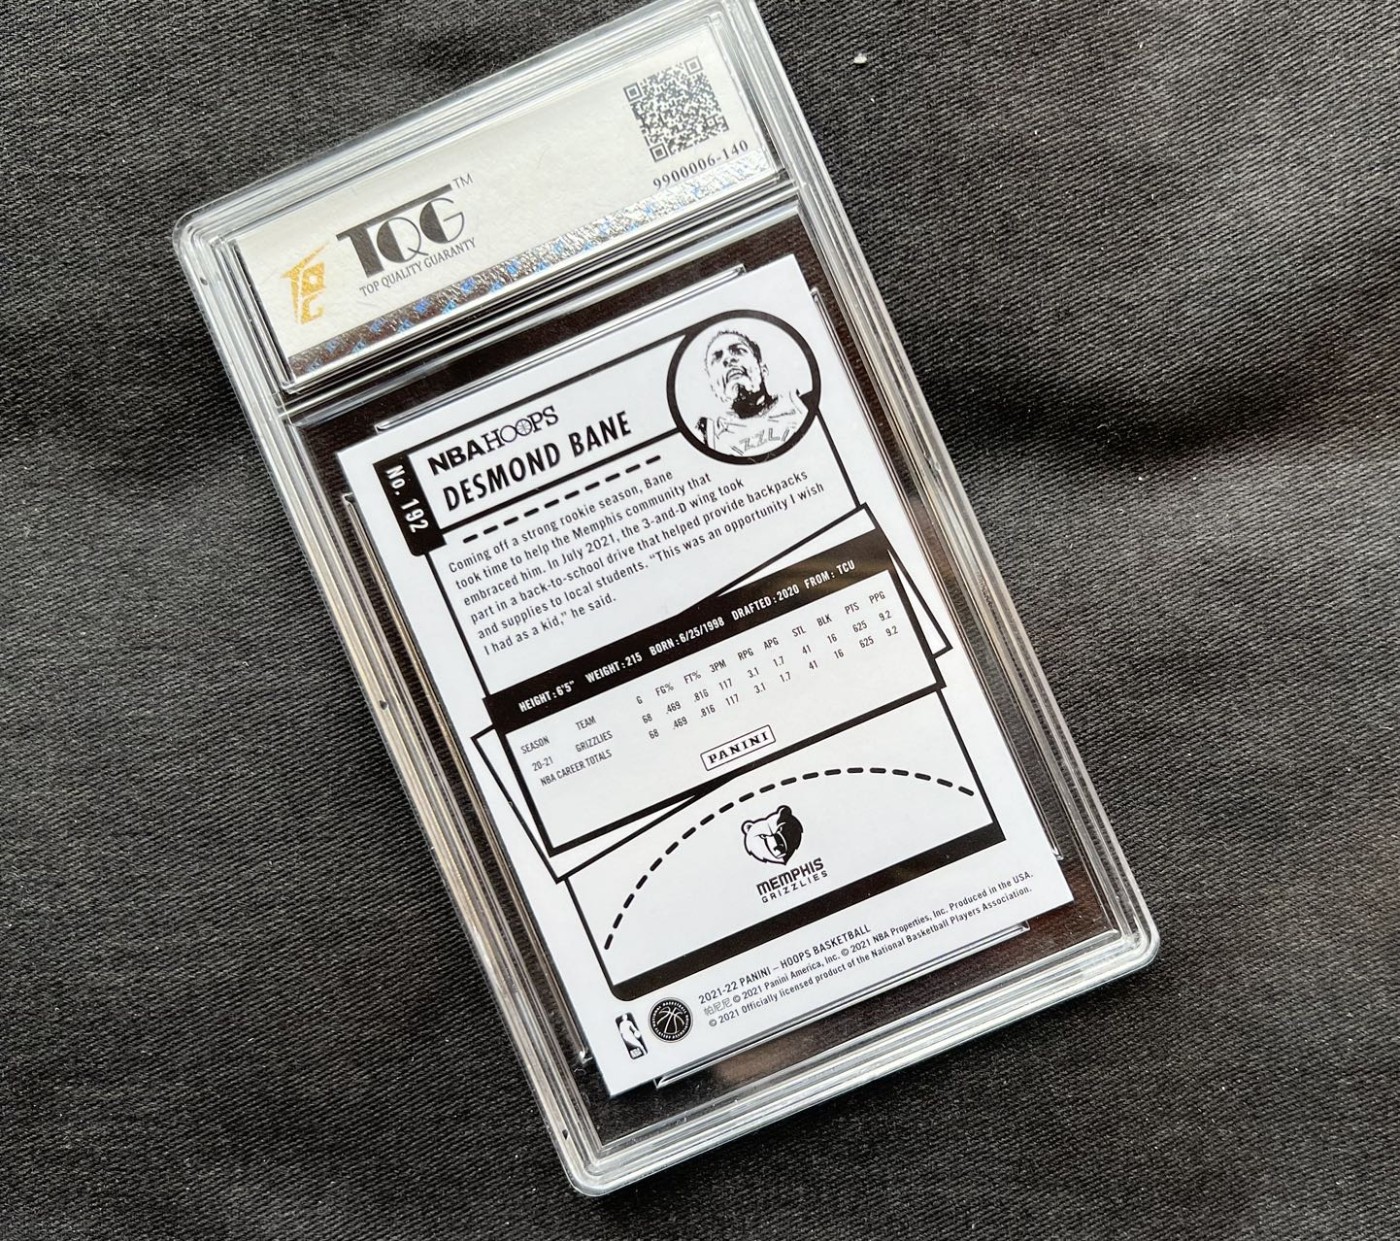 TQG™
TOP QUALITY GUARANTY
9900006-140
No. 192
NBA HOOPS
DESMOND BANE
Coming off a strong rookie season, Bane
took time to help the Memphis community that
embraced him. In July 2021, the 3-and-D wing took
part in a back-to-school drive that helped provide backpacks
and supplies to local students. "This was an opportunity I wish
I had as a kid," he said.
HEIGHT: 6'5" WEIGHT: 215 BORN: 6/25/1998 DRAFTED: 2020 FROM: TCU
SEASON TEAM G FG% FT% 3PM RPG APG STL BLK PTS PPG
20-21 GRIZZLIES 68 .469 .816 117 3.1 1.7 41 16 625 9.2
NBA CAREER TOTALS 68 .469 .816 117 3.1 1.7 41 16 625 9.2
PANINI
MEMPHIS
GRIZZLIES
2021-22 PANINI – HOOPS BASKETBALL
帕尼尼 © 2021 Panini America, Inc. © 2021 NBA Properties, Inc. Produced in the USA.
© 2021 Officially licensed product of the National Basketball Players Association.